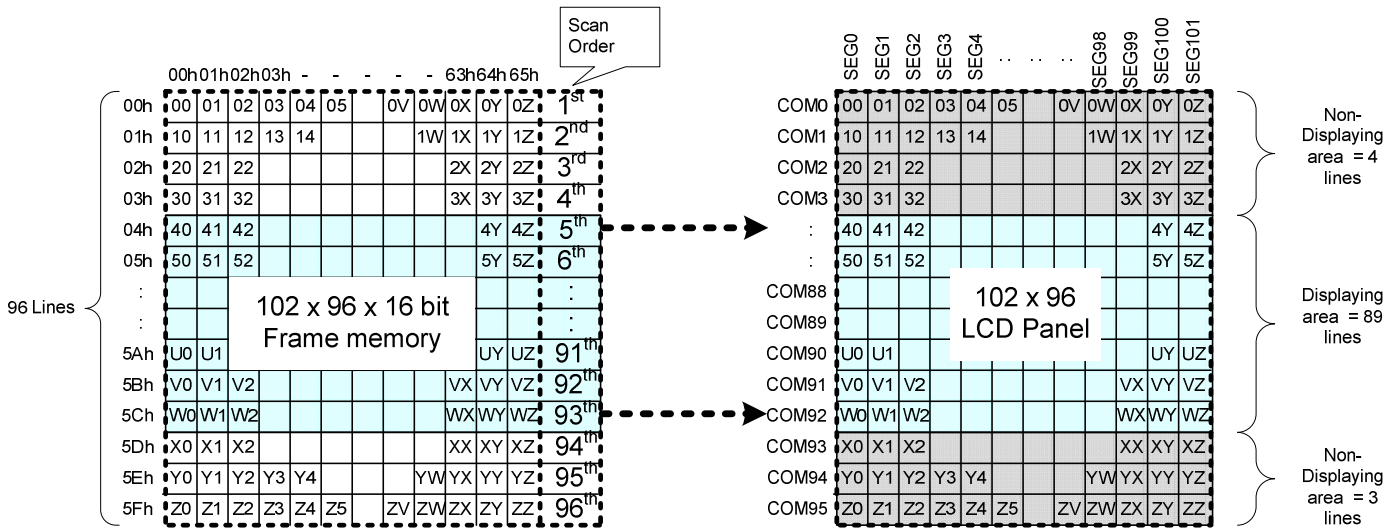 Scan
Order
00h 01h 02h 03h - - - - - 63h 64h 65h
SEG0 SEG1 SEG2 SEG3 SEG4 .. .. .. SEG98 SEG99 SEG100 SEG101
00h 00 01 02 03 04 05 0V 0W 0X 0Y 0Z 1st
01h 10 11 12 13 14 1W 1X 1Y 1Z 2nd
02h 20 21 22 2X 2Y 2Z 3rd
03h 30 31 32 3X 3Y 3Z 4th
04h 40 41 42 4Y 4Z 5th
05h 50 51 52 5Y 5Z 6th
: :
: :
5Ah U0 U1 UY UZ 91th
5Bh V0 V1 V2 VX VY VZ 92th
5Ch W0 W1 W2 WX WY WZ 93th
5Dh X0 X1 X2 XX XY XZ 94th
5Eh Y0 Y1 Y2 Y3 Y4 YW YX YY YZ 95th
5Fh Z0 Z1 Z2 Z3 Z4 Z5 ZV ZW ZX ZY ZZ 96th
96 Lines
102 x 96 x 16 bit
Frame memory
COM0 00 01 02 03 04 05 0V 0W 0X 0Y 0Z
COM1 10 11 12 13 14 1W 1X 1Y 1Z
COM2 20 21 22 2X 2Y 2Z
COM3 30 31 32 3X 3Y 3Z
: 40 41 42 4Y 4Z
: 50 51 52 5Y 5Z
COM88
COM89
COM90 U0 U1 UY UZ
COM91 V0 V1 V2 VX VY VZ
COM92 W0 W1 W2 WX WY WZ
COM93 X0 X1 X2 XX XY XZ
COM94 Y0 Y1 Y2 Y3 Y4 YW YX YY YZ
COM95 Z0 Z1 Z2 Z3 Z4 Z5 ZV ZW ZX ZY ZZ
102 x 96
LCD Panel
Non-
Displaying
area = 4
lines
Displaying
area = 89
lines
Non-
Displaying
area = 3
lines